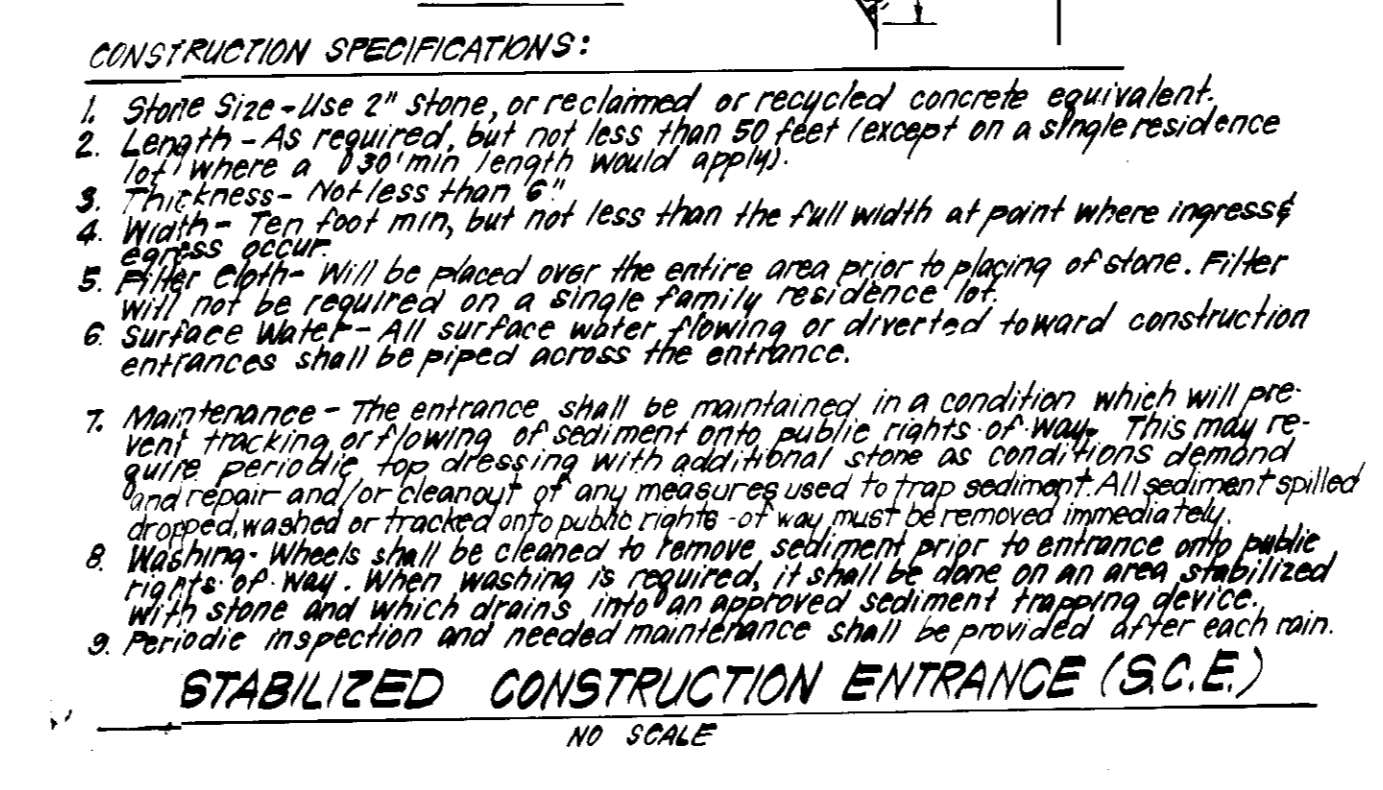 CONSTRUCTION SPECIFICATIONS:
1. Stone Size - Use 2" stone, or reclaimed or recycled concrete equivalent.
2. Length - As required, but not less than 50 feet (except on a single residence
lot where a 30' min length would apply).
3. Thickness - Not less than 6"
4. Width - Ten foot min, but not less than the full width at point where ingress &
egress occur.
5. Filter Cloth - Will be placed over the entire area prior to placing of stone. Filter
will not be required on a single family residence lot.
6. Surface Water - All surface water flowing or diverted toward construction
entrances shall be piped across the entrance.
7. Maintenance - The entrance shall be maintained in a condition which will pre-
vent tracking or flowing of sediment onto public rights-of-way. This may re-
quire periodic top dressing with additional stone as conditions demand
and repair and/or cleanout of any measures used to trap sediment. All sediment spilled
dropped, washed or tracked onto public rights-of way must be removed immediately.
8. Washing - Wheels shall be cleaned to remove sediment prior to entrance onto public
rights-of-way. When washing is required, it shall be done on an area stabilized
with stone and which drains into an approved sediment trapping device.
9. Periodic inspection and needed maintenance shall be provided after each rain.
STABILIZED CONSTRUCTION ENTRANCE (S.C.E.)
NO SCALE